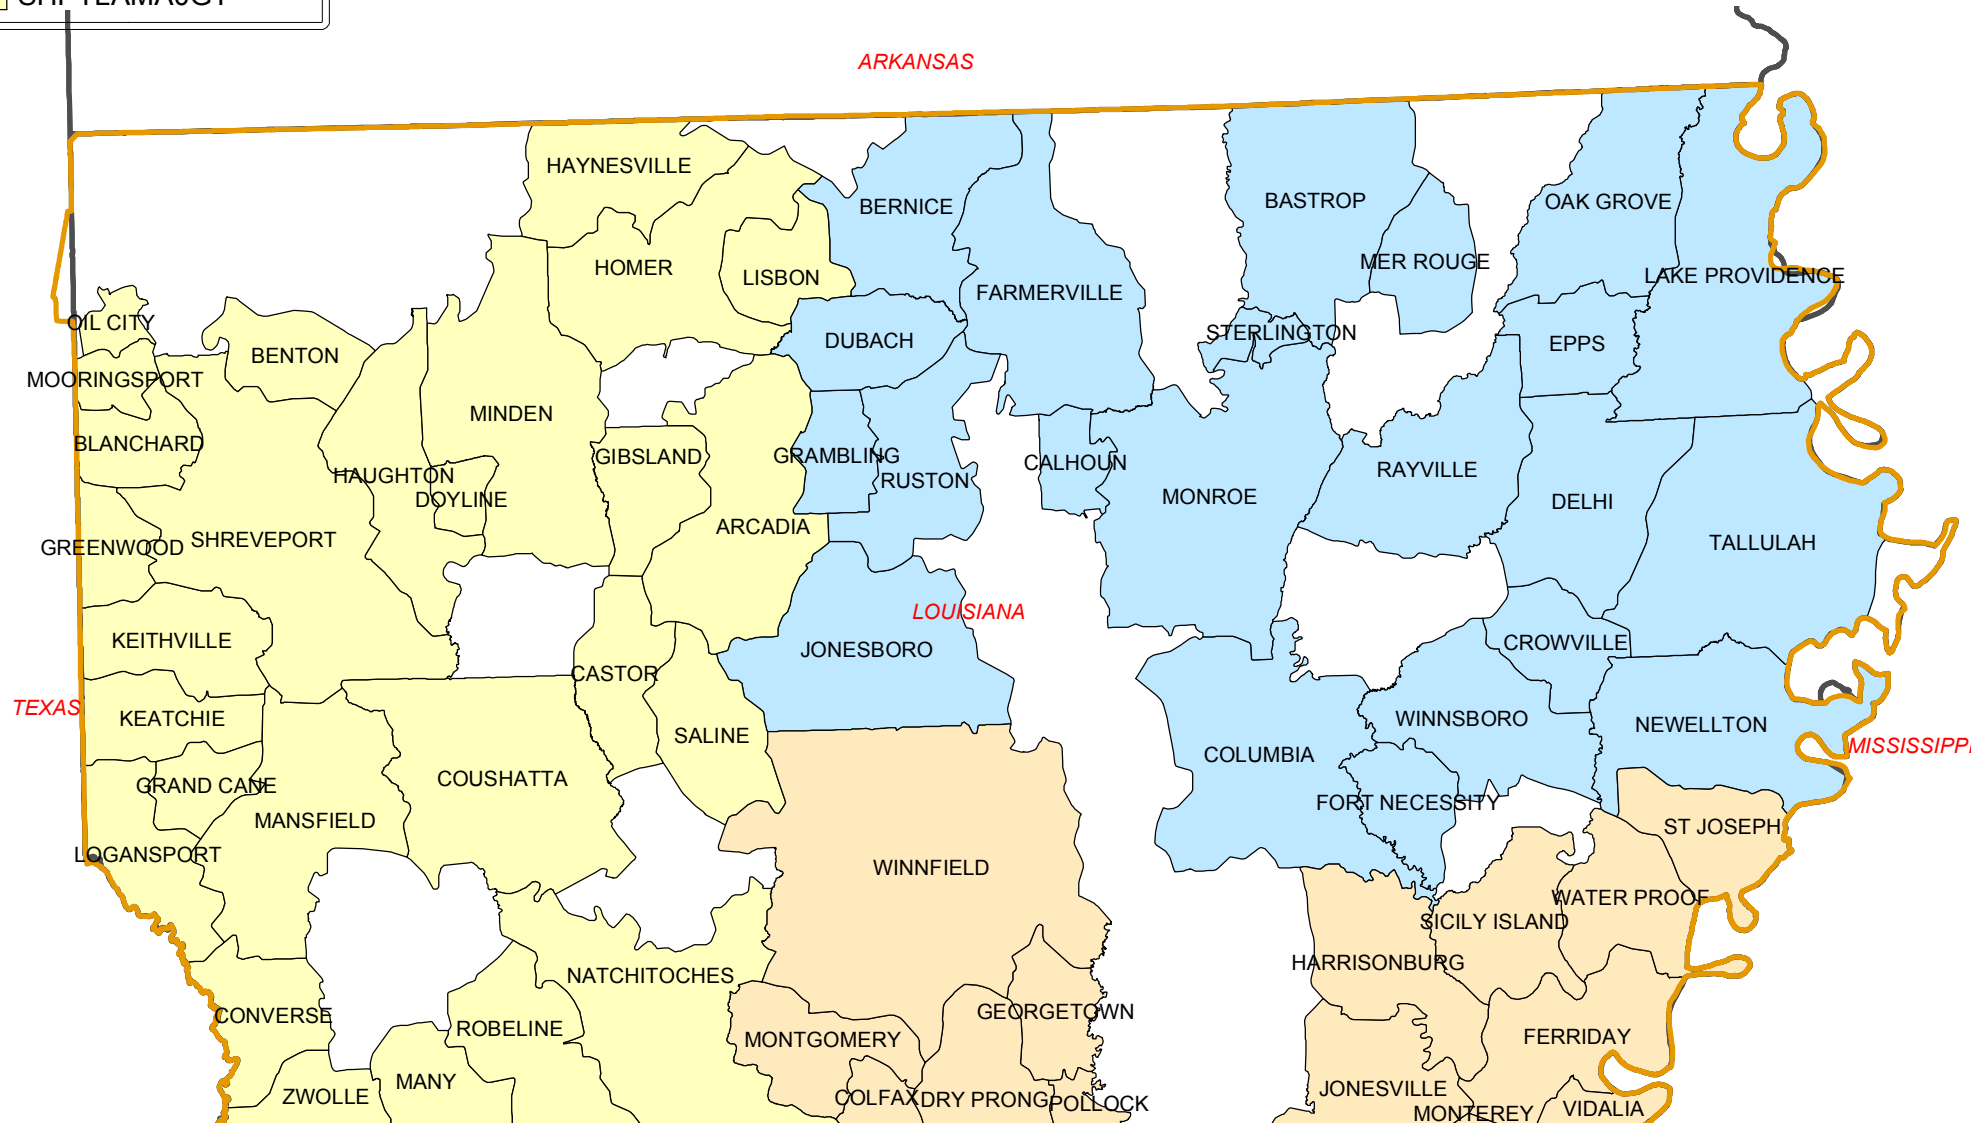 ARKANSAS
HAYNESVILLE
BASTROP
OAK GROVE
BERNICE
MER ROUGE
HOMER
LISBON
LAKE PROVIDENCE
FARMERVILLE
OIL CITY
STERLINGTON
DUBACH
EPPS
BENTON
MOORINGSPORT
MINDEN
BLANCHARD
GIBSLAND
GRAMBLING
CALHOUN
RAYVILLE
HAUGHTON
RUSTON
DOYLINE
MONROE
DELHI
ARCADIA
SHREVEPORT
GREENWOOD
TALLULAH
LOUISIANA
KEITHVILLE
CROWVILLE
JONESBORO
CASTOR
TEXAS
KEATCHIE
WINNSBORO
NEWELLTON
SALINE
MISSISSIPPI
COLUMBIA
COUSHATTA
GRAND CANE
FORT NECESSITY
MANSFIELD
ST JOSEPH
LOGANSPORT
WINNFIELD
WATER PROOF
SICILY ISLAND
HARRISONBURG
NATCHITOCHES
GEORGETOWN
CONVERSE
ROBELINE
FERRIDAY
MONTGOMERY
MANY
JONESVILLE
ZWOLLE
COLFAX
DRY PRONG
POLLOCK
VIDALIA
MONTEREY